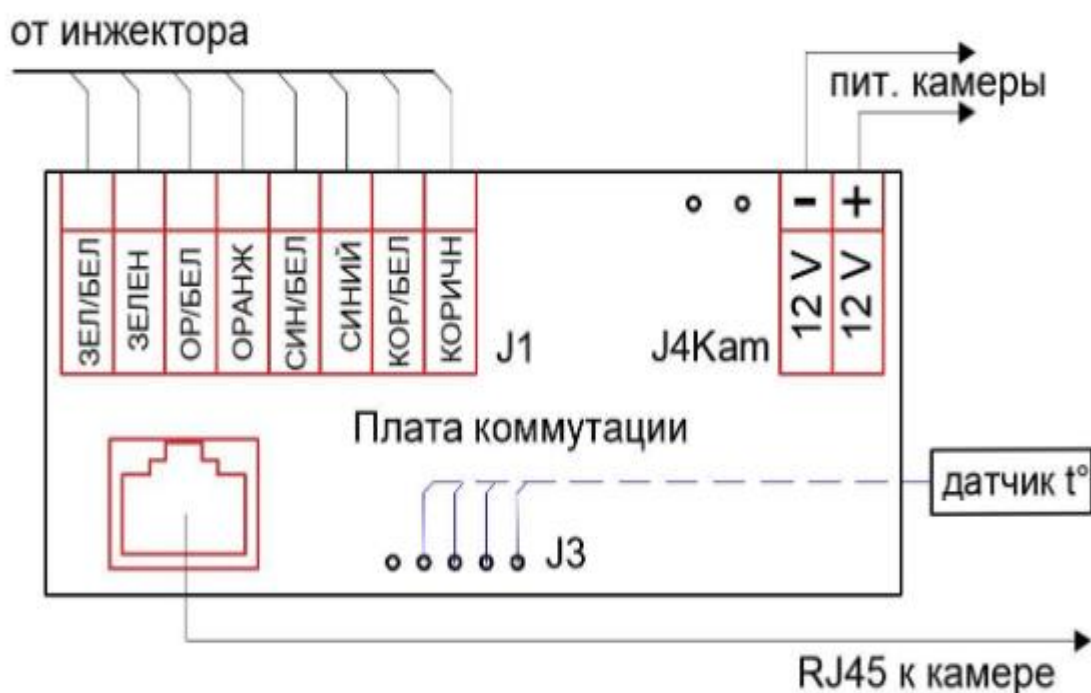 от инжектора
пит. камеры
ЗЕЛ/БЕЛ
ЗЕЛЕН
ОР/БЕЛ
ОРАНЖ
СИН/БЕЛ
СИНИЙ
КОР/БЕЛ
КОРИЧН
J1
J4Kam
- 12 V
+ 12 V
Плата коммутации
датчик t°
J3
RJ45 к камере